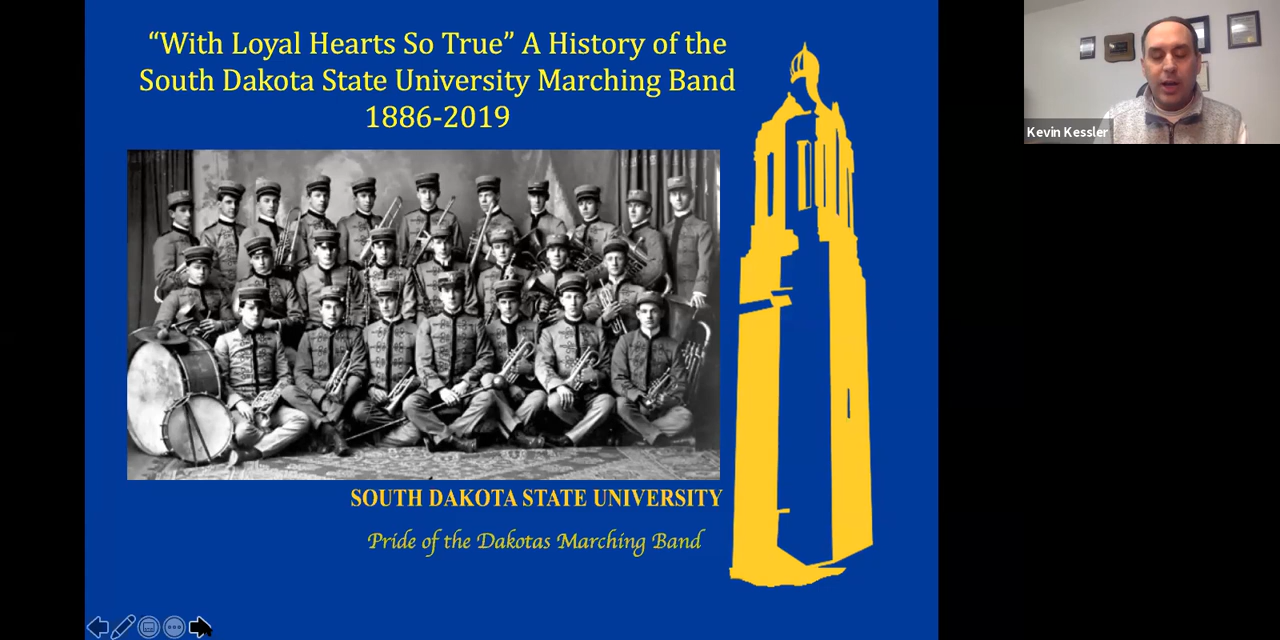 “With Loyal Hearts So True” A History of the
South Dakota State University Marching Band
1886-2019
Kevin Kessler
SOUTH DAKOTA STATE UNIVERSITY
Pride of the Dakotas Marching Band